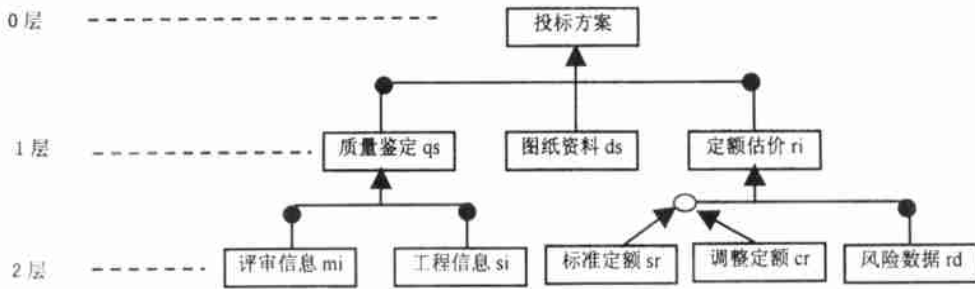 0 层
投标方案
1 层
质量鉴定 qs
图纸资料 ds
定额估价 ri
2 层
评审信息 mi
工程信息 si
标准定额 sr
调整定额 cr
风险数据 rd